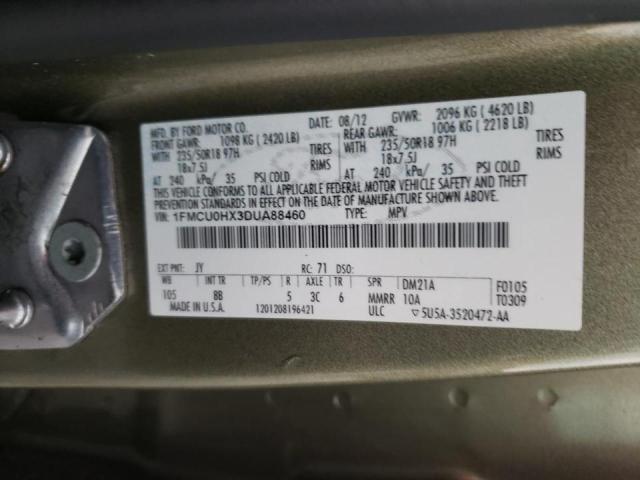 MFD. BY FORD MOTOR CO.
DATE: 08/12 GVWR: 2096 KG ( 4620 LB)
FRONT GAWR: 1098 KG ( 2420 LB) REAR GAWR: 1006 KG ( 2218 LB)
WITH 235/50R18 97H TIRES WITH 235/50R18 97H TIRES
18x7.5J RIMS 18x7.5J RIMS
AT 240 kPa/ 35 PSI COLD AT 240 kPa/ 35 PSI COLD
THIS VEHICLE CONFORMS TO ALL APPLICABLE FEDERAL MOTOR VEHICLE SAFETY AND THEFT
PREVENTION STANDARDS IN EFFECT ON THE DATE OF MANUFACTURE SHOWN ABOVE.
VIN: 1FMCU0HX3DUA88460 TYPE: MPV
EXT PNT: JY RC: 71 DSO:
WB INT TR TP/PS R AXLE TR SPR DM21A F0105
105 8B 5 3C 6 MMRR 10A T0309
MADE IN U.S.A. 1201208196421 ULC 5U5A-3520472-AA